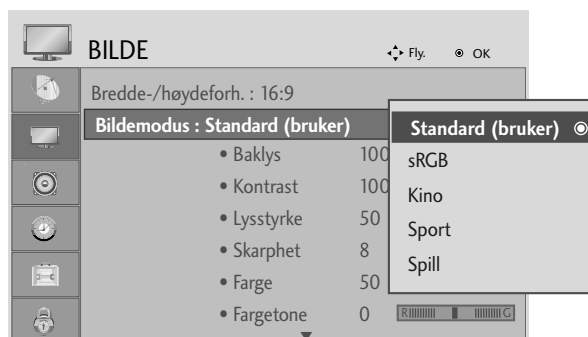 BILDE
Fly. OK
Bredde-/høydeforh. : 16:9
Bildemodus : Standard (bruker)
• Baklys 100
• Kontrast 100
• Lysstyrke 50
• Skarphet 8
• Farge 50
• Fargetone 0 R G
Standard (bruker)
sRGB
Kino
Sport
Spill